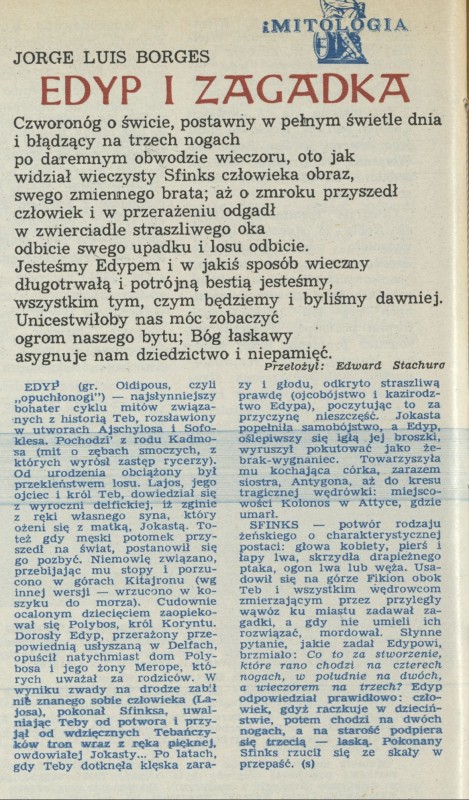 iMITOLOGIA
JORGE LUIS BORGES
EDYP I ZAGADKA
Czworonóg o świcie, postawny w pełnym świetle dnia
i błądzący na trzech nogach
po daremnym obwodzie wieczoru, oto jak
widział wieczysty Sfinks człowieka obraz,
swego zmiennego brata; aż o zmroku przyszedł
człowiek i w przerażeniu odgadł
w zwierciadle straszliwego oka
odbicie swego upadku i losu odbicie.
Jesteśmy Edypem i w jakiś sposób wieczny
długotrwałą i potrójną bestią jesteśmy,
wszystkim tym, czym będziemy i byliśmy dawniej.
Unicestwiłoby nas móc zobaczyć
ogrom naszego bytu; Bóg łaskawy
asygnuje nam dziedzictwo i niepamięć.
Przełożył: Edward Stachura
EDYP (gr. Oidipous, czyli
„opuchłonogi") — najsłynniejszy
bohater cyklu mitów związa-
nych z historią Teb, rozsławiony
w utworach Ajschylosa i Sofo-
klesa. Pochodzi z rodu Kadmo-
sa (mit o zębach smoczych, z
których wyrósł zastęp rycerzy).
Od urodzenia obciążony był
przekleństwem losu. Lajos, jego
ojciec i król Teb, dowiedział się
z wyroczni delfickiej, iż zginie
z ręki własnego syna, który
ożeni się z matką, Jokastą. To-
też gdy męski potomek przy-
szedł na świat, postanowił się
go pozbyć. Niemowlę związano,
przebijając mu stopy i porzu-
cono w górach Kitajronu (wg
innej wersji — wrzucono w ko-
szyku do morza). Cudownie
ocalonym dziecięciem zaopieko-
wał się Polybos, król Koryntu.
Dorosły Edyp, przerażony prze-
powiednią usłyszaną w Delfach,
opuścił natychmiast dom Poly-
bosa i jego żony Merope, któ-
rych uważał za rodziców. W
wyniku zwady na drodze zabił
nie znanego sobie człowieka (La-
josa), pokonał Sfinksa, uwal-
niając Teby od potwora i przy-
jął od wdzięcznych Tebańczy-
ków tron wraz z ręką pięknej,
owdowiałej Jokasty... Po latach,
gdy Teby dotknęła klęska zara-
zy i głodu, odkryto straszliwą
prawdę (ojcobójstwo i kazirodz-
two Edypa), poczytując to za
przyczynę nieszczęść. Jokasta
popełniła samobójstwo, a Edyp,
oślepiwszy się igłą jej broszki,
wyruszył pokutować jako że-
brak-wygnaniec. Towarzyszyła
mu kochająca córka, zarazem
siostra, Antygona, aż do kresu
tragicznej wędrówki: miejsco-
wości Kolonos w Attyce, gdzie
umarł.
SFINKS — potwór rodzaju
żeńskiego o charakterystycznej
postaci: głowa kobiety, pierś i
łapy lwa, skrzydła drapieżnego
ptaka, ogon lwa lub węża. Usa-
dowił się na górze Fikion obok
Teb i wszystkim wędrowcom
zmierzającym przez przyległy
wąwóz ku miastu zadawał za-
gadki, a gdy nie umieli ich
rozwiązać, mordował. Słynne
pytanie, jakie zadał Edypowi,
brzmiało: Co to za stworzenie,
które rano chodzi na czterech
nogach, w południe na dwóch,
a wieczorem na trzech? Edyp
odpowiedział prawidłowo: czło-
wiek, gdyż raczkuje w dzieciń-
stwie, potem chodzi na dwóch
nogach, a na starość podpiera
się trzecią — laską. Pokonany
Sfinks rzucił się ze skały w
przepaść. (s)